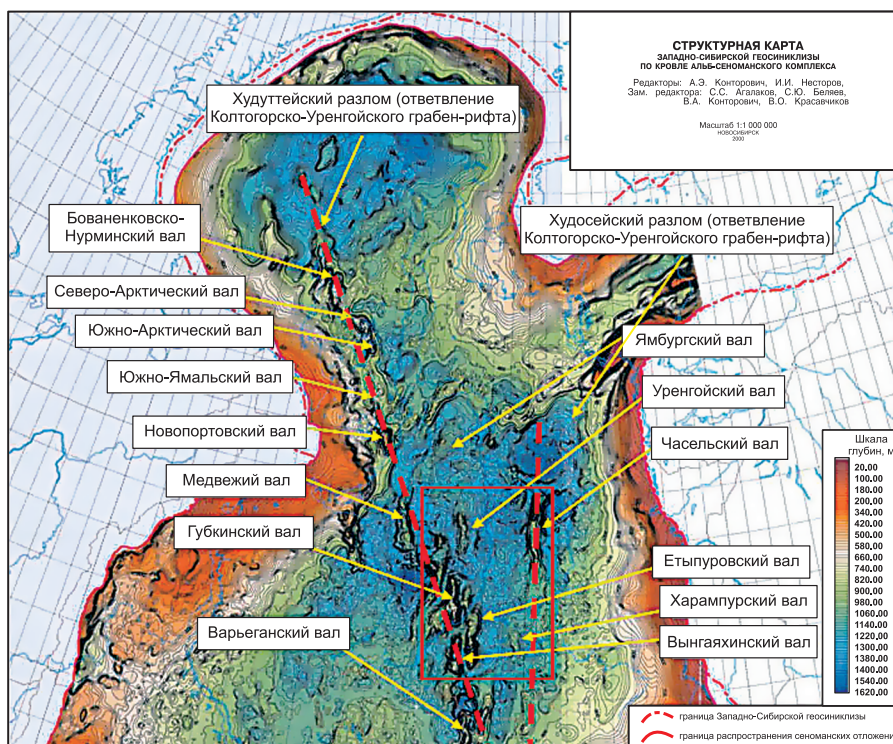 СТРУКТУРНАЯ КАРТА
ЗАПАДНО-СИБИРСКОЙ ГЕОСИНИКЛИЗЫ
ПО КРОВЛЕ АЛЬБ-СЕНОМАНСКОГО КОМПЛЕКСА
Редакторы: А.Э. Конторович, И.И. Нестеров,
Зам. редактора: С.С. Агалаков, С.Ю. Беляев,
В.А. Конторович, В.О. Красавчиков
Масштаб 1:1 000 000
НОВОСИБИРСК
2000
Худуттейский разлом (ответвление
Колтогорско-Уренгойского грабен-рифта)
Бованенковско-
Нурминский вал
Худосейский разлом (ответвление
Колтогорско-Уренгойского грабен-рифта)
Северо-Арктический вал
Южно-Арктический вал
Ямбургский вал
Южно-Ямальский вал
Уренгойский вал
Новопортовский вал
Часельский вал
Медвежий вал
Губкинский вал
Етыпуровский вал
Харампурский вал
Варьеганский вал
Вынгаяхинский вал
Шкала
глубин, м
20.00
100.00
180.00
200.00
340.00
420.00
500.00
580.00
660.00
740.00
820.00
900.00
980.00
1060.00
1140.00
1220.00
1300.00
1380.00
1400.00
1540.00
1620.00
граница Западно-Сибирской геосиниклизы
граница распространения сеноманских отложени